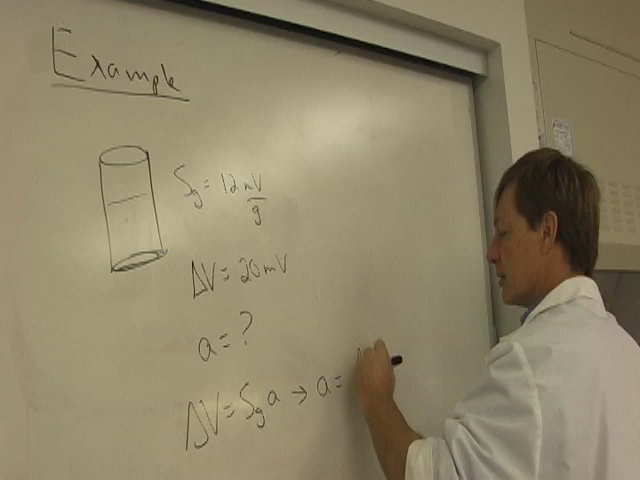 Example
Sg = 12 mV/g
ΔV = 20 mV
a = ?
ΔV = Sg a → a =